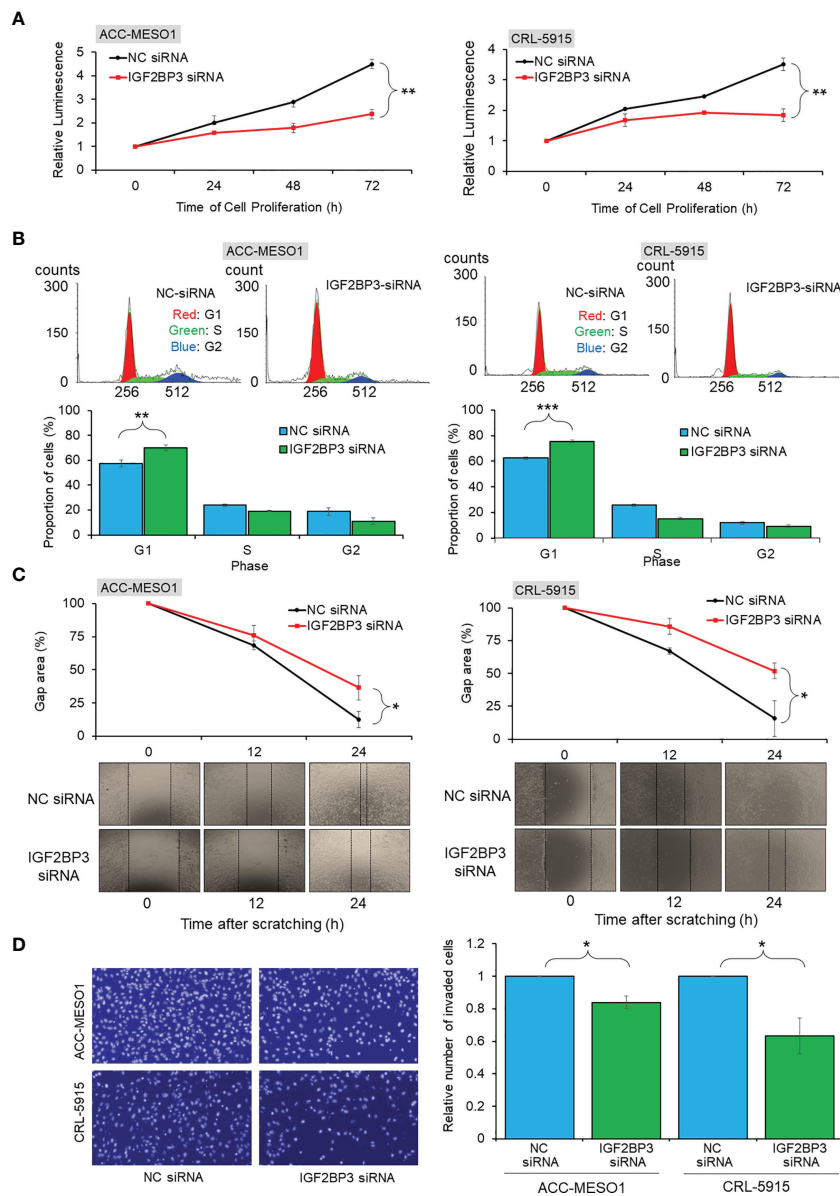 A
ACC-MESO1
NC siRNA
IGF2BP3 siRNA
Relative Luminescence
5
4
3
2
1
0
**
0 24 48 72
Time of Cell Proliferation (h)
CRL-5915
NC siRNA
IGF2BP3 siRNA
Relative Luminescence
4
3
2
1
0
**
0 24 48 72
Time of Cell Proliferation (h)
B
ACC-MESO1
counts
300
150
0
NC-siRNA
Red: G1
Green: S
Blue: G2
256 512
count
300
150
0
IGF2BP3-siRNA
256 512
CRL-5915
counts
300
150
0
NC-siRNA
Red: G1
Green: S
Blue: G2
256 512
count
300
150
0
IGF2BP3-siRNA
256 512
Proportion of cells (%)
100
80
60
40
20
0
**
NC siRNA
IGF2BP3 siRNA
G1 S G2
Phase
Proportion of cells (%)
100
80
60
40
20
0
***
NC siRNA
IGF2BP3 siRNA
G1 S G2
Phase
C
ACC-MESO1
NC siRNA
IGF2BP3 siRNA
Gap area (%)
100
75
50
25
0
*
0 12 24
NC siRNA
IGF2BP3
siRNA
0 12 24
Time after scratching (h)
CRL-5915
NC siRNA
IGF2BP3 siRNA
Gap area (%)
100
75
50
25
0
*
0 12 24
NC siRNA
IGF2BP3
siRNA
0 12 24
Time after scratching (h)
D
ACC-MESO1
CRL-5915
NC siRNA IGF2BP3 siRNA
Relative number of invaded cells
1.2
1
0.8
0.6
0.4
0.2
0
* *
NC
siRNA
IGF2BP3
siRNA
NC
siRNA
IGF2BP3
siRNA
ACC-MESO1 CRL-5915